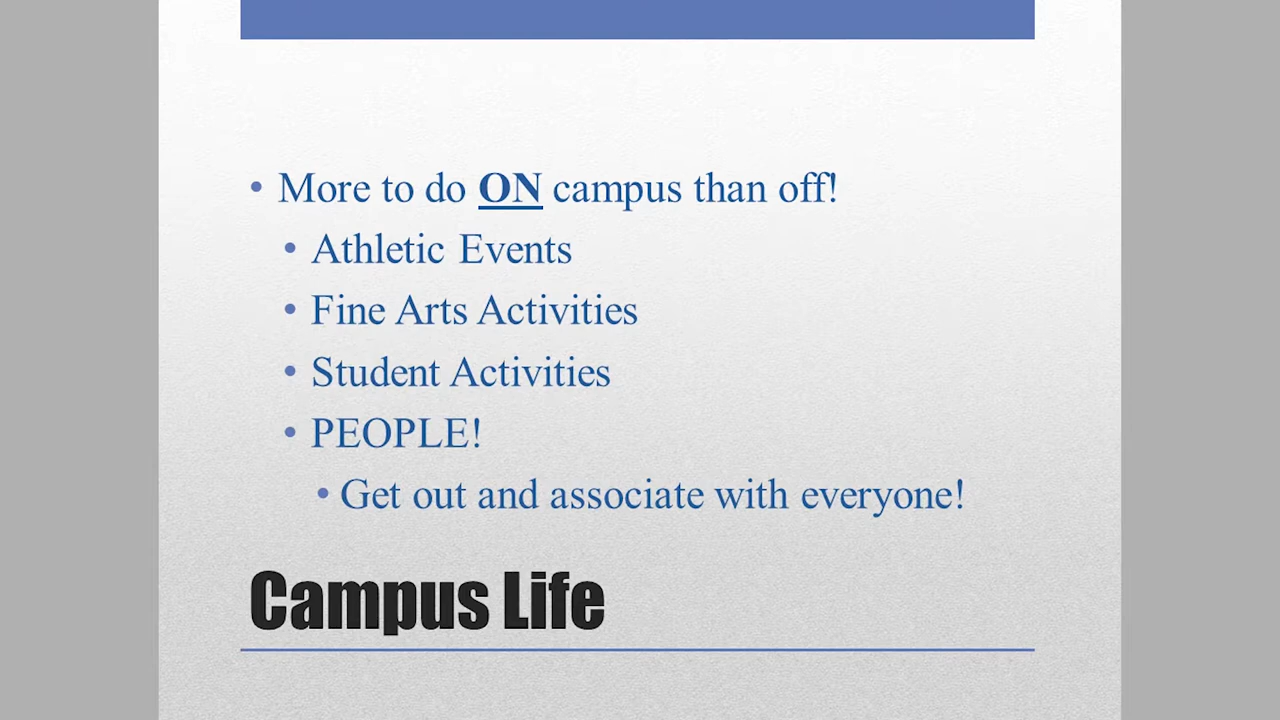 • More to do ON campus than off!
• Athletic Events
• Fine Arts Activities
• Student Activities
• PEOPLE!
• Get out and associate with everyone!
Campus Life